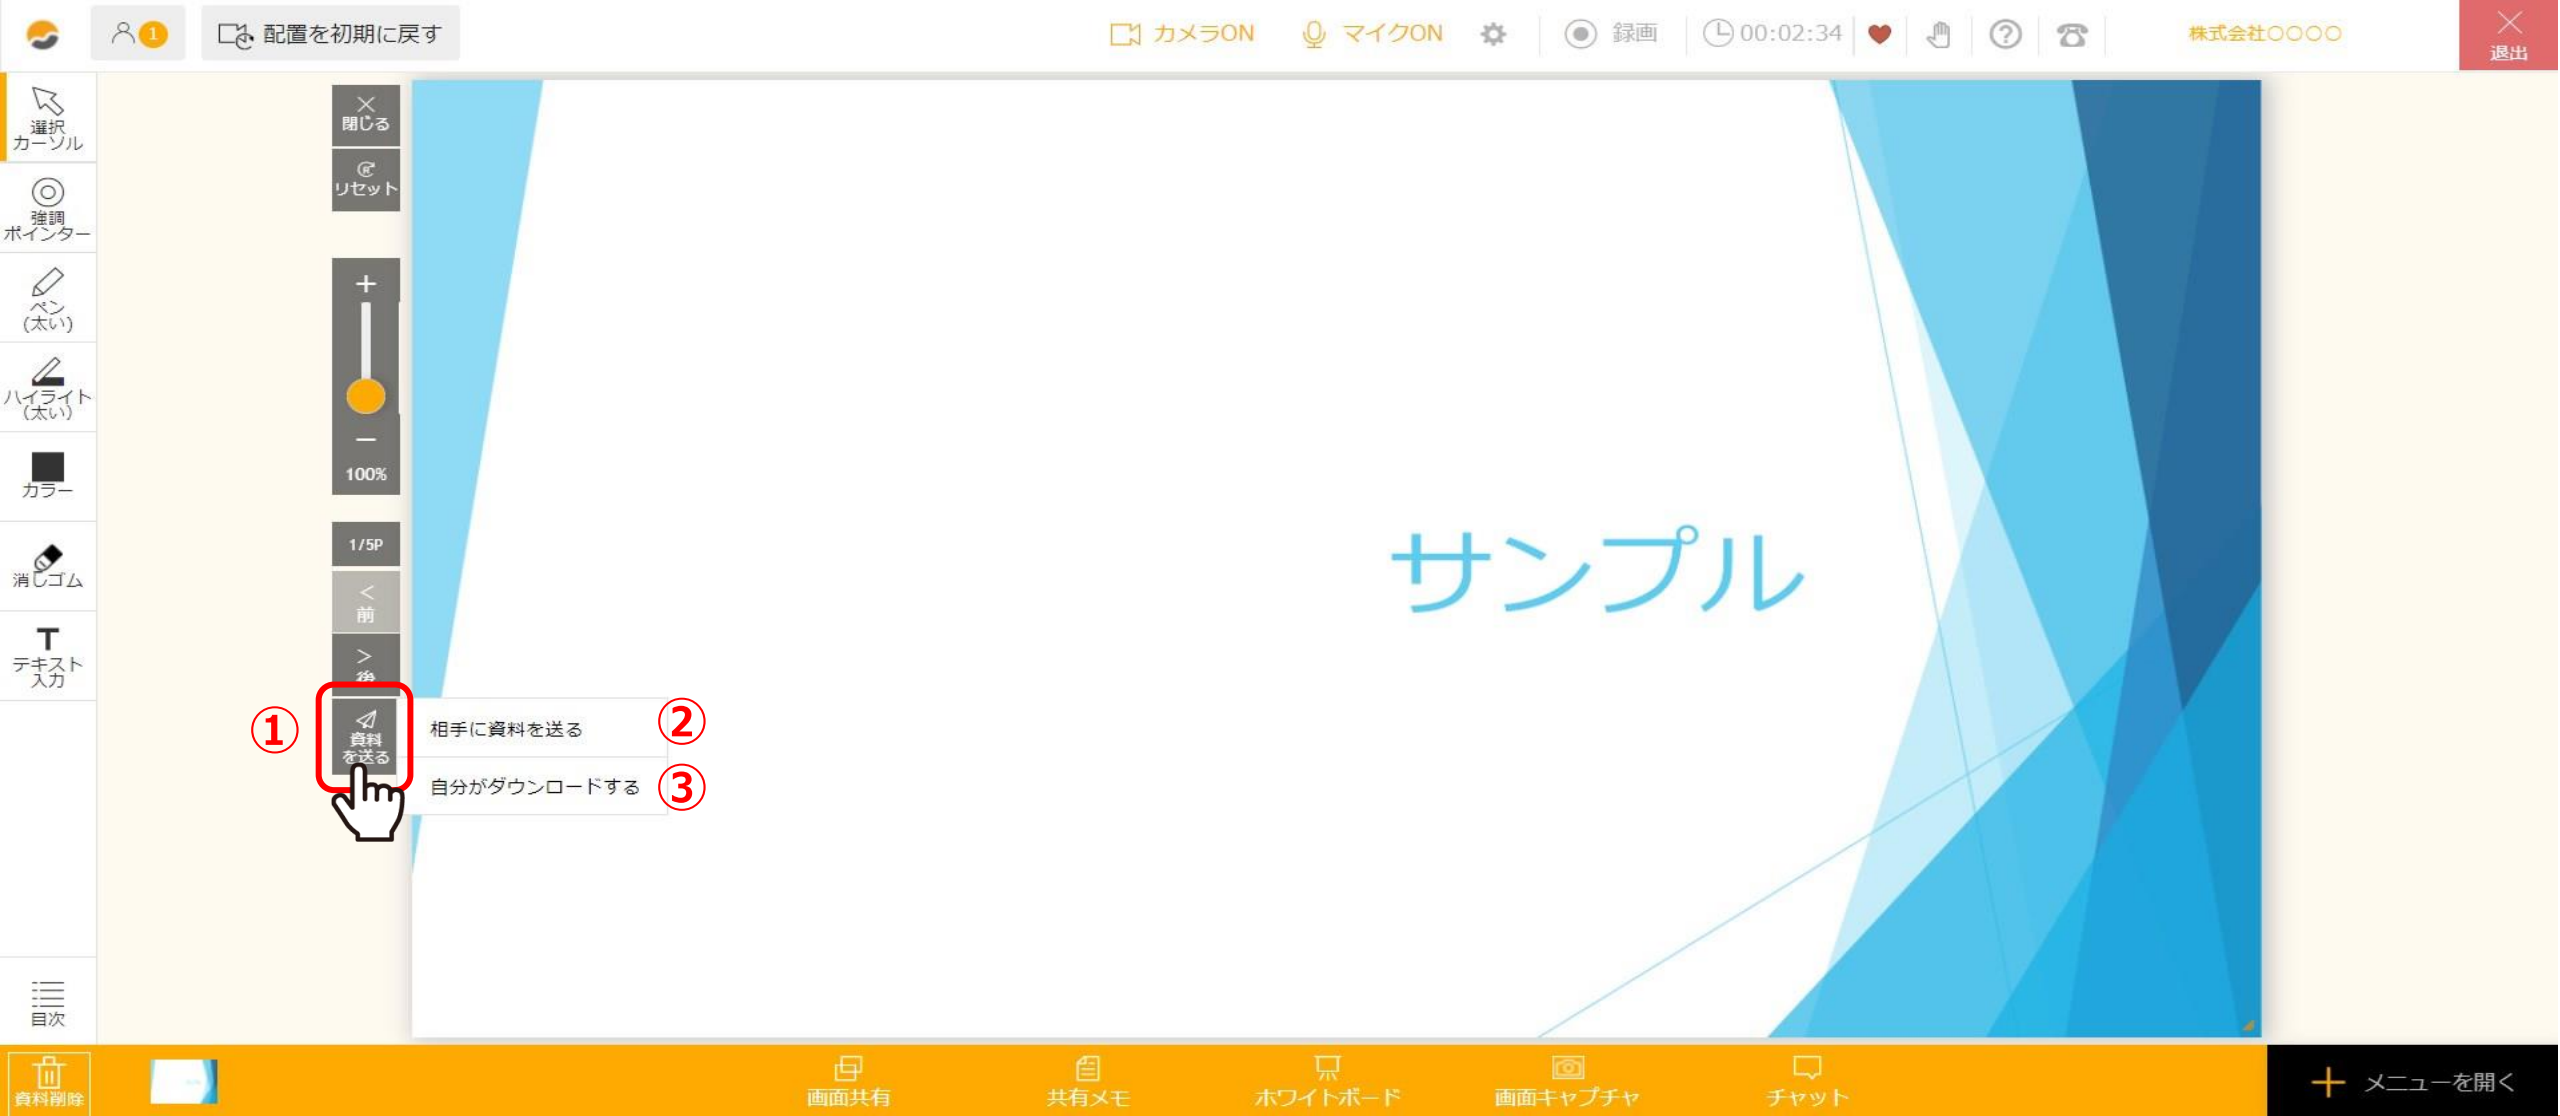 1
配置を初期に戻す
カメラON
マイクON
録画
00:02:34
株式会社○○○○
退出
選択
カーソル
強調
ポインター
ペン
(太い)
ハイライト
(太い)
カラー
消しゴム
T
テキスト
入力
目次
閉じる
リセット
+
−
100%
1/5P
<
前
>
後
①
資料
を送る
相手に資料を送る
②
自分がダウンロードする
③
サンプル
資料削除
画面共有
共有メモ
ホワイトボード
画面キャプチャ
チャット
メニューを開く